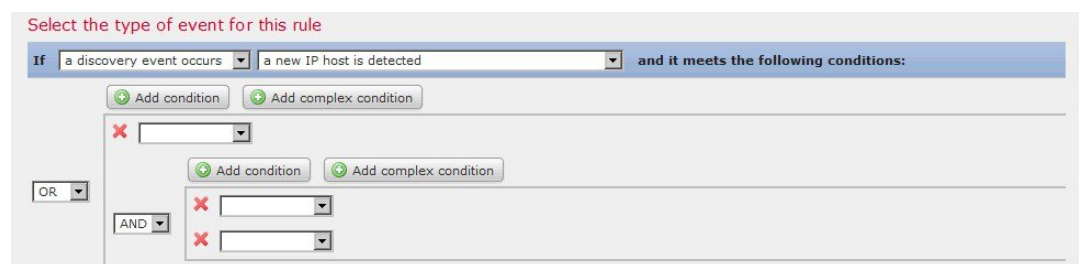 Select the type of event for this rule
If a discovery event occurs a new IP host is detected and it meets the following conditions:
Add condition Add complex condition
Add condition Add complex condition
OR
AND